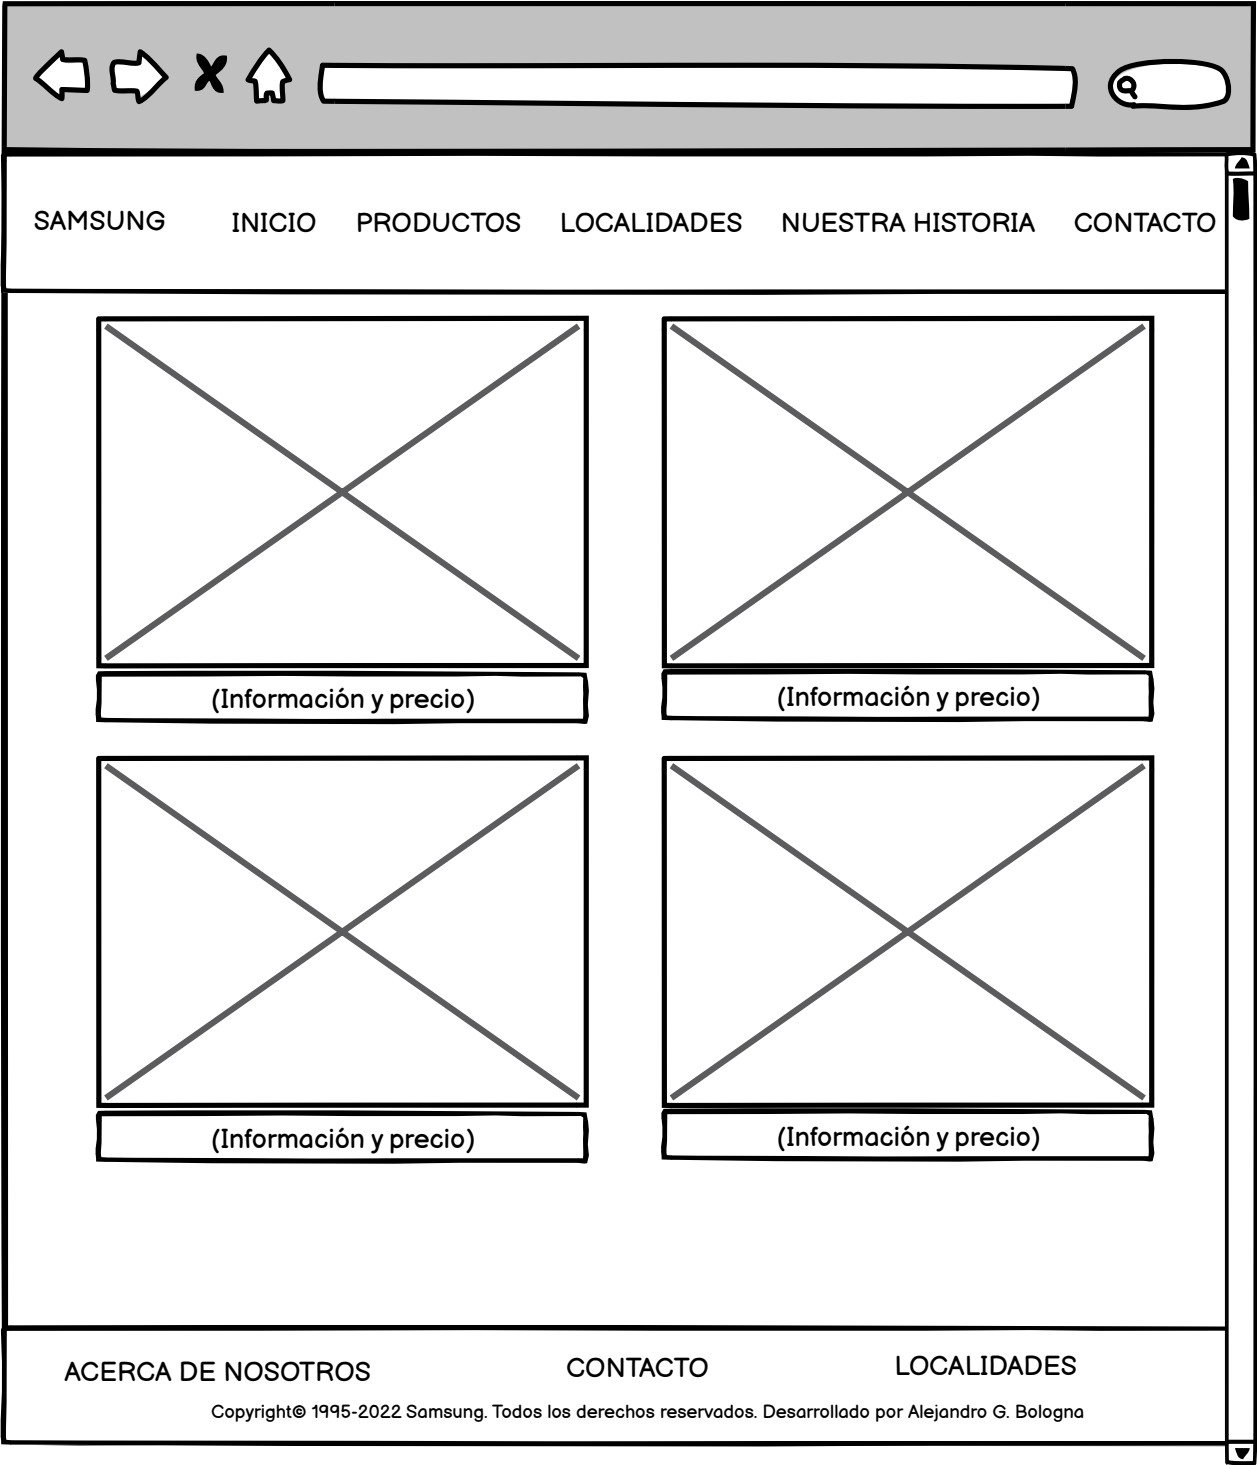 SAMSUNG INICIO PRODUCTOS LOCALIDADES NUESTRA HISTORIA CONTACTO
(Información y precio) (Información y precio)
(Información y precio) (Información y precio)
ACERCA DE NOSOTROS CONTACTO LOCALIDADES
Copyright© 1995-2022 Samsung. Todos los derechos reservados. Desarrollado por Alejandro G. Bologna